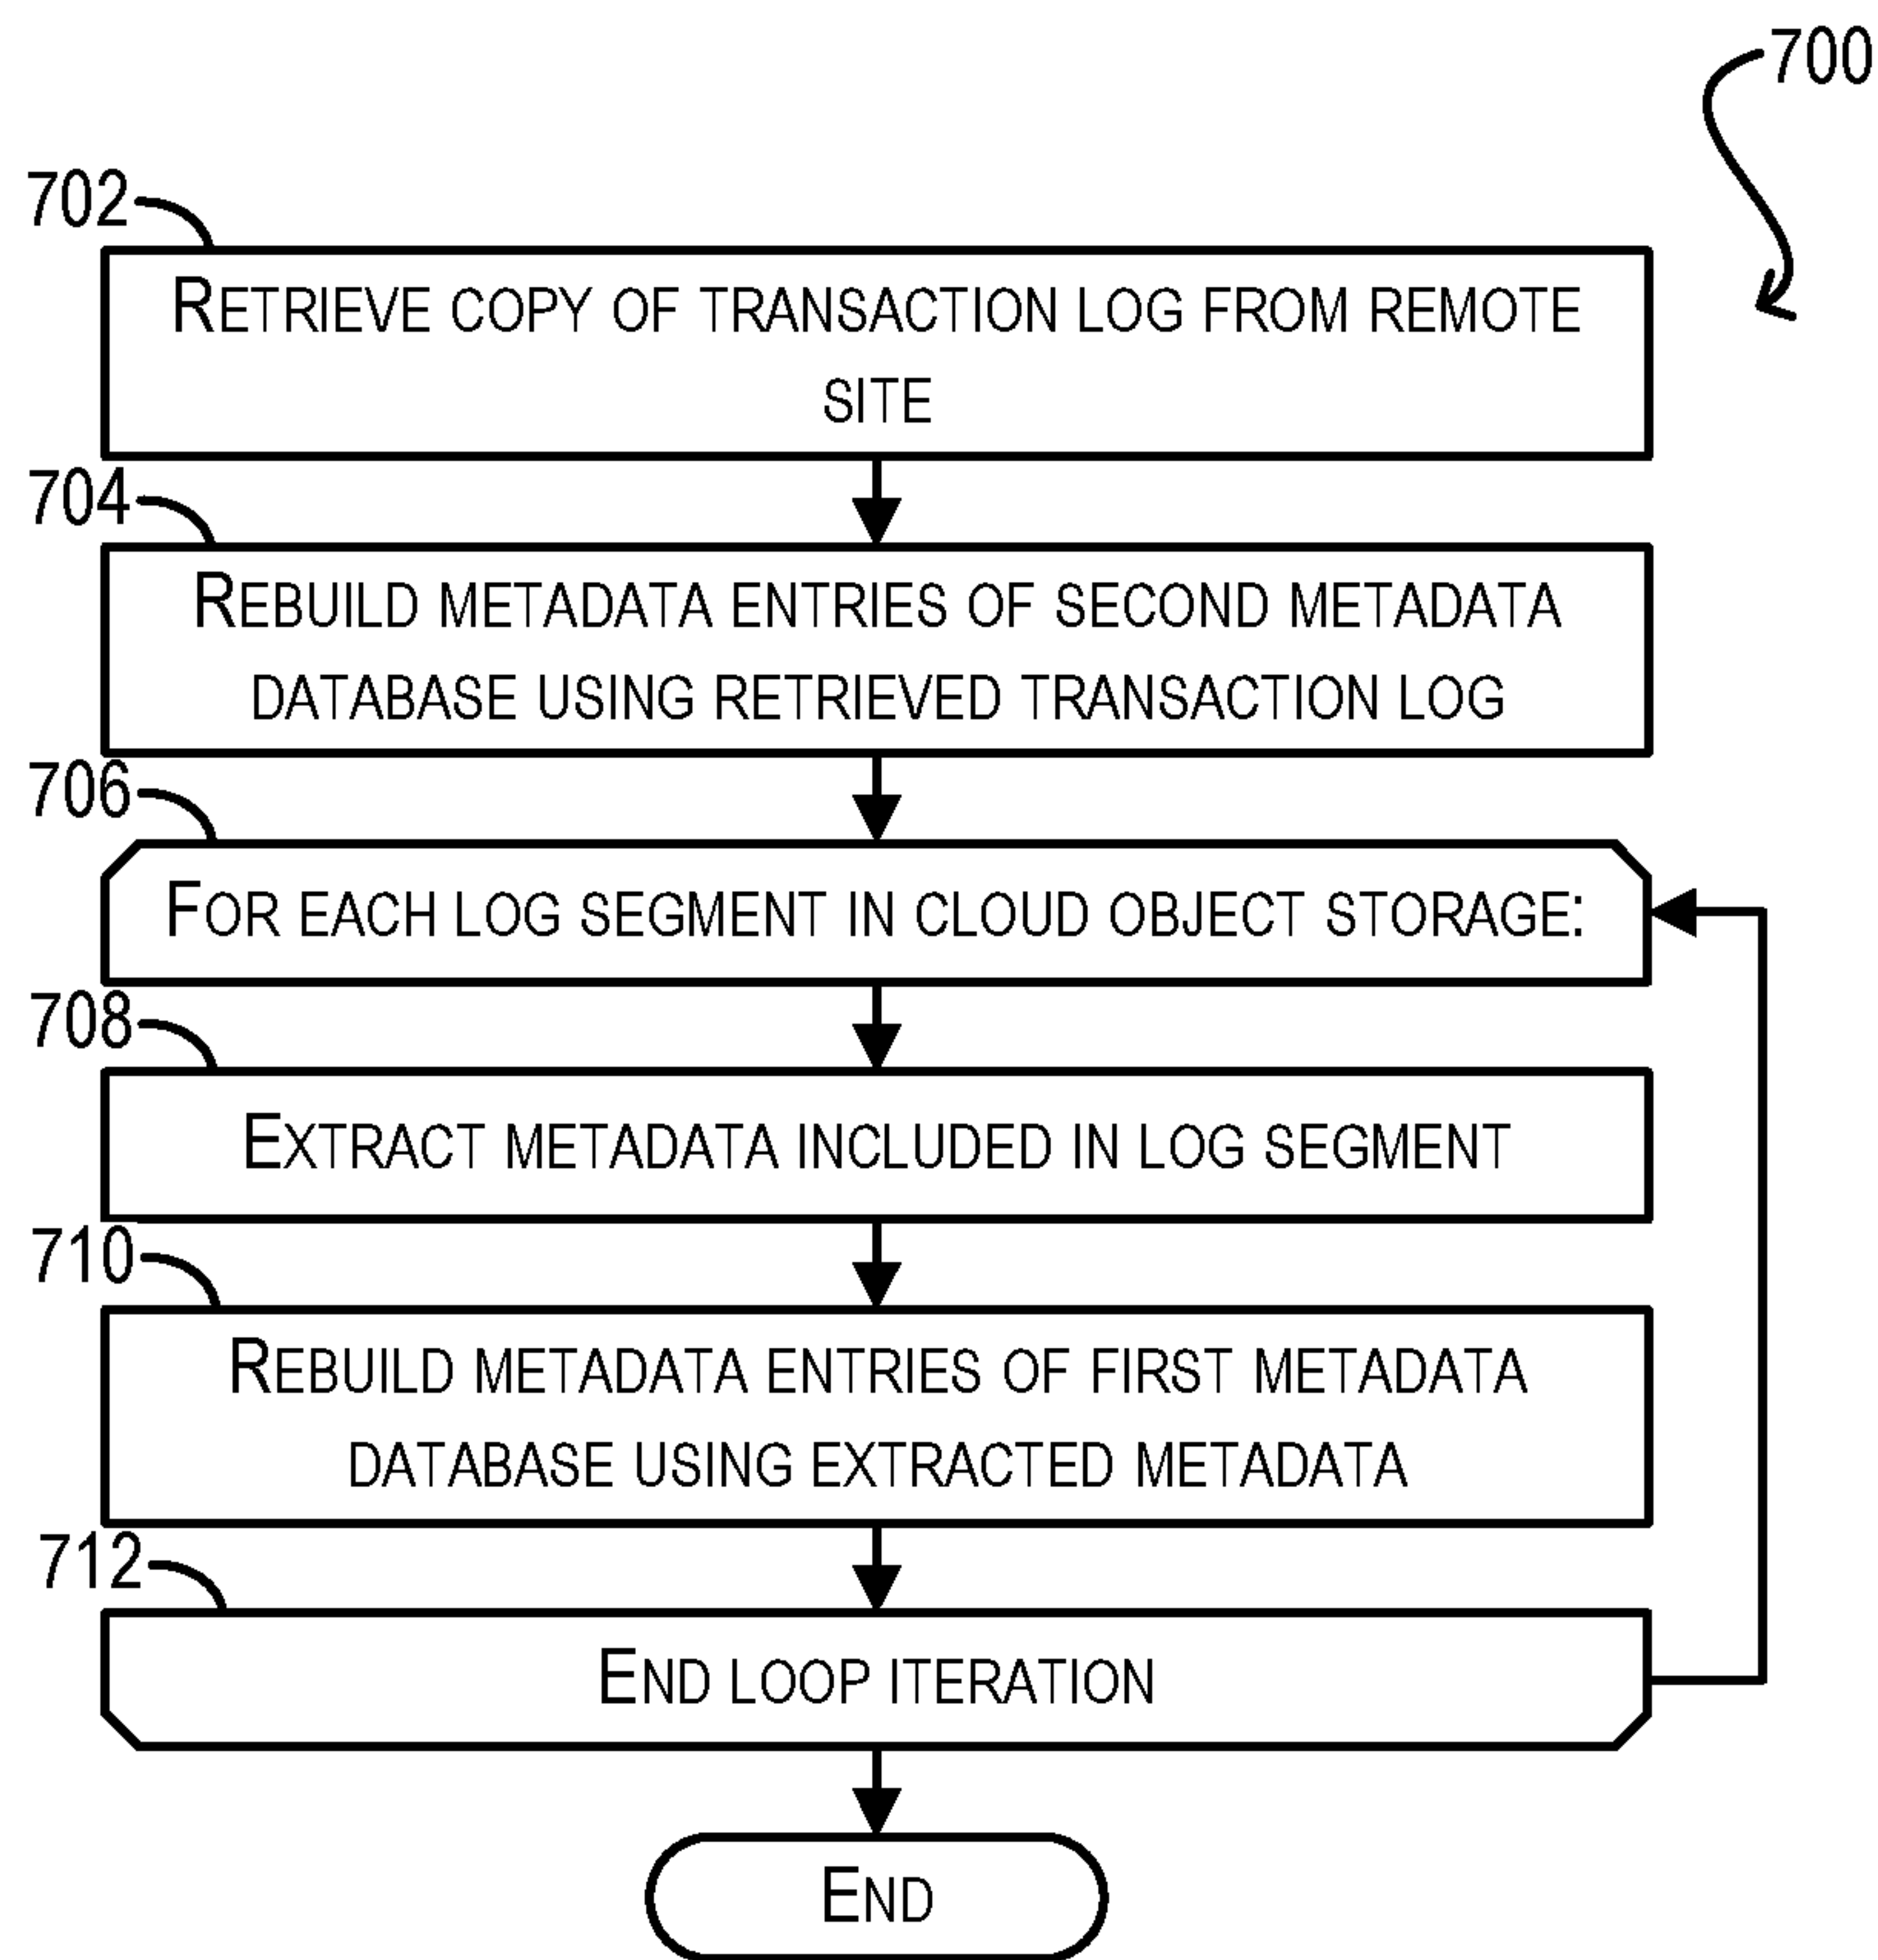 700
702
RETRIEVE COPY OF TRANSACTION LOG FROM REMOTE
SITE
704
REBUILD METADATA ENTRIES OF SECOND METADATA
DATABASE USING RETRIEVED TRANSACTION LOG
706
FOR EACH LOG SEGMENT IN CLOUD OBJECT STORAGE:
708
EXTRACT METADATA INCLUDED IN LOG SEGMENT
710
REBUILD METADATA ENTRIES OF FIRST METADATA
DATABASE USING EXTRACTED METADATA
712
END LOOP ITERATION
END